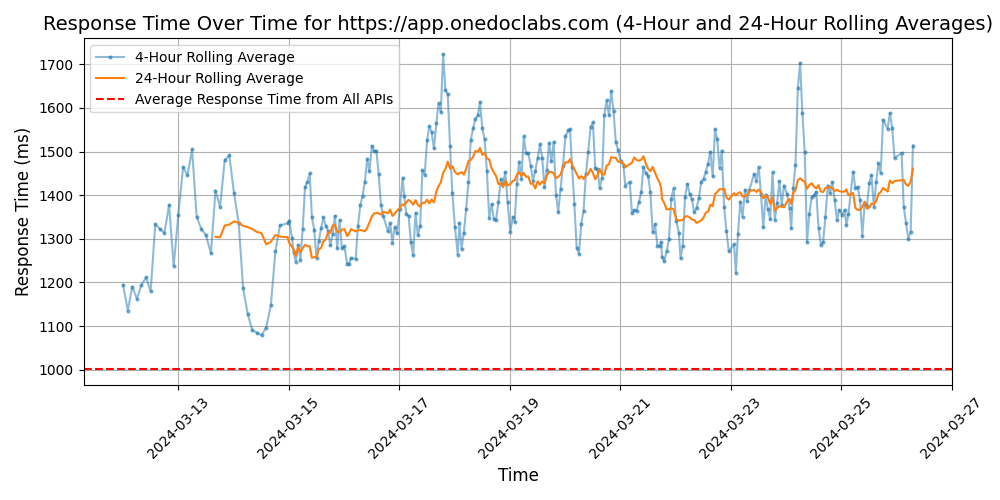 Response Time Over Time for https://app.onedoclabs.com (4-Hour and 24-Hour Rolling Averages)
4-Hour Rolling Average
24-Hour Rolling Average
Average Response Time from All APIs
Response Time (ms)
1700
1600
1500
1400
1300
1200
1100
1000
2024-03-13
2024-03-15
2024-03-17
2024-03-19
2024-03-21
2024-03-23
2024-03-25
2024-03-27
Time